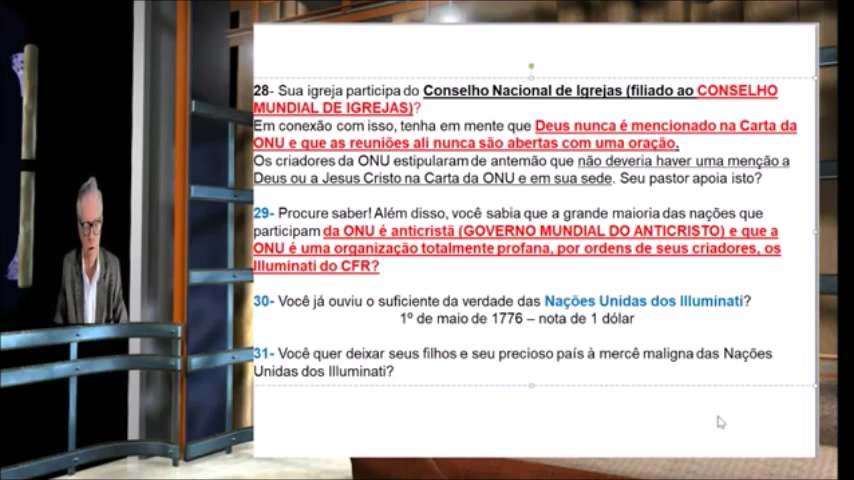 28- Sua igreja participa do Conselho Nacional de Igrejas (filiado ao CONSELHO
MUNDIAL DE IGREJAS)?
Em conexão com isso, tenha em mente que Deus nunca é mencionado na Carta da
ONU e que as reuniões ali nunca são abertas com uma oração.
Os criadores da ONU estipularam de antemão que não deveria haver uma menção a
Deus ou a Jesus Cristo na Carta da ONU e em sua sede. Seu pastor apoia isto?
29- Procure saber! Além disso, você sabia que a grande maioria das nações que
participam da ONU é anticristã (GOVERNO MUNDIAL DO ANTICRISTO) e que a
ONU é uma organização totalmente profana, por ordens de seus criadores, os
Illuminati do CFR?
30- Você já ouviu o suficiente da verdade das Nações Unidas dos Illuminati?
1º de maio de 1776 – nota de 1 dólar
31- Você quer deixar seus filhos e seu precioso país à mercê maligna das Nações
Unidas dos Illuminati?